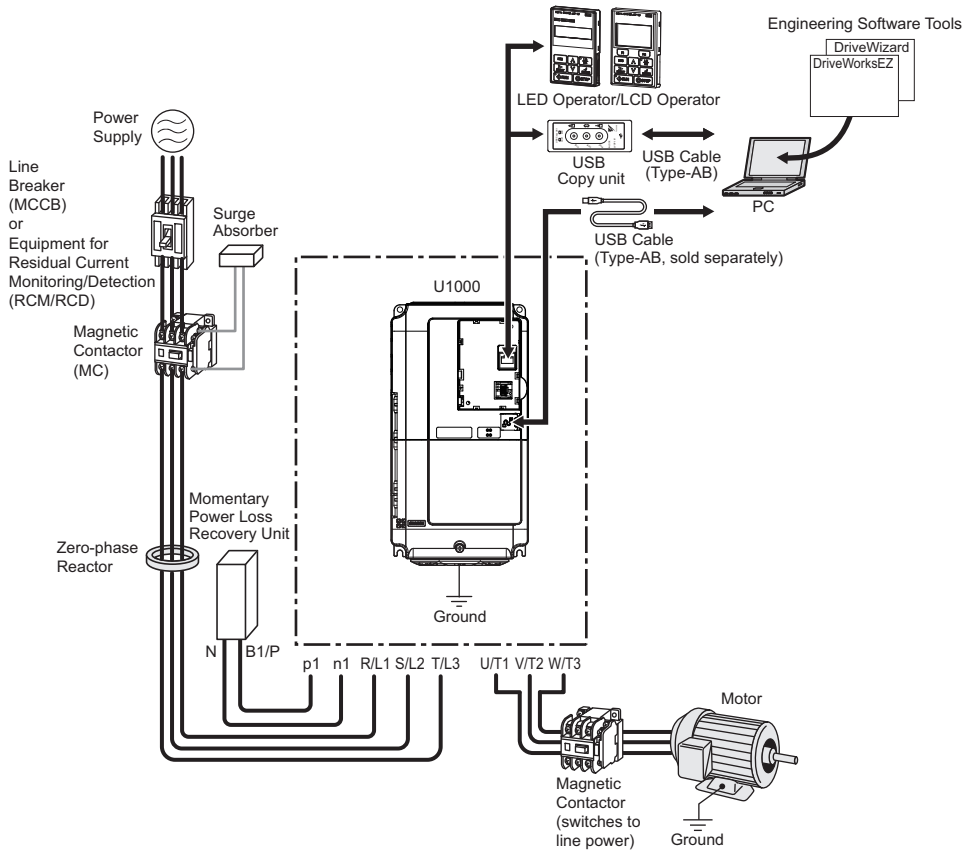 Engineering Software Tools
DriveWizard
DriveWorksEZ
LED Operator/LCD Operator
Power
Supply
USB
Copy unit
USB Cable
(Type-AB)
PC
Line
Breaker
(MCCB)
or
Equipment for
Residual Current
Monitoring/Detection
(RCM/RCD)
Surge
Absorber
USB Cable
(Type-AB, sold separately)
U1000
Magnetic
Contactor
(MC)
Momentary
Power Loss
Recovery Unit
Zero-phase
Reactor
Ground
N B1/P
p1 n1 R/L1 S/L2 T/L3 U/T1 V/T2 W/T3
Motor
Magnetic
Contactor
(switches to
line power)
Ground